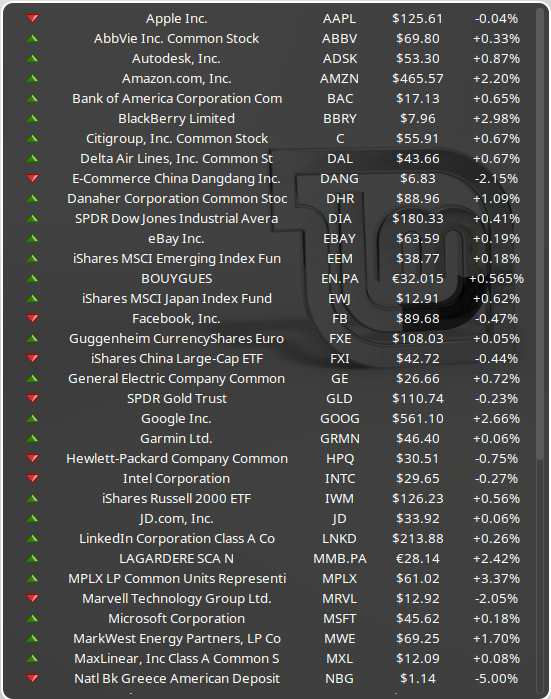 Apple Inc. AAPL $125.61 -0.04%
AbbVie Inc. Common Stock ABBV $69.80 +0.33%
Autodesk, Inc. ADSK $53.30 +0.87%
Amazon.com, Inc. AMZN $465.57 +2.20%
Bank of America Corporation Com BAC $17.13 +0.65%
BlackBerry Limited BBRY $7.96 +2.98%
Citigroup, Inc. Common Stock C $55.91 +0.67%
Delta Air Lines, Inc. Common St DAL $43.66 +0.67%
E-Commerce China Dangdang Inc. DANG $6.83 -2.15%
Danaher Corporation Common Stoc DHR $88.96 +1.09%
SPDR Dow Jones Industrial Avera DIA $180.33 +0.41%
eBay Inc. EBAY $63.59 +0.19%
iShares MSCI Emerging Index Fun EEM $38.77 +0.18%
BOUYGUES EN.PA €32.015 +0.565%
iShares MSCI Japan Index Fund EWJ $12.91 +0.62%
Facebook, Inc. FB $89.68 -0.47%
Guggenheim CurrencyShares Euro FXE $108.03 +0.05%
iShares China Large-Cap ETF FXI $42.72 -0.44%
General Electric Company Common GE $26.66 +0.72%
SPDR Gold Trust GLD $110.74 -0.23%
Google Inc. GOOG $561.10 +2.66%
Garmin Ltd. GRMN $46.40 +0.06%
Hewlett-Packard Company Common HPQ $30.51 -0.75%
Intel Corporation INTC $29.65 -0.27%
iShares Russell 2000 ETF IWM $126.23 +0.56%
JD.com, Inc. JD $33.92 +0.06%
LinkedIn Corporation Class A Co LNKD $213.88 +0.26%
LAGARDERE SCA N MMB.PA €28.14 +2.42%
MPLX LP Common Units Representi MPLX $61.02 +3.37%
Marvell Technology Group Ltd. MRVL $12.92 -2.05%
Microsoft Corporation MSFT $45.62 +0.18%
MarkWest Energy Partners, LP Co MWE $69.25 +1.70%
MaxLinear, Inc Class A Common S MXL $12.09 +0.08%
Natl Bk Greece American Deposit NBG $1.14 -5.00%